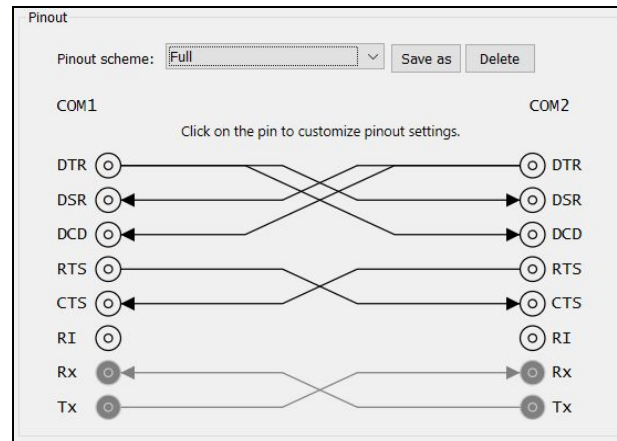 Pinout
Pinout scheme: Full Save as Delete
COM1 COM2
Click on the pin to customize pinout settings.
DTR DTR
DSR DSR
DCD DCD
RTS RTS
CTS CTS
RI RI
Rx Rx
Tx Tx